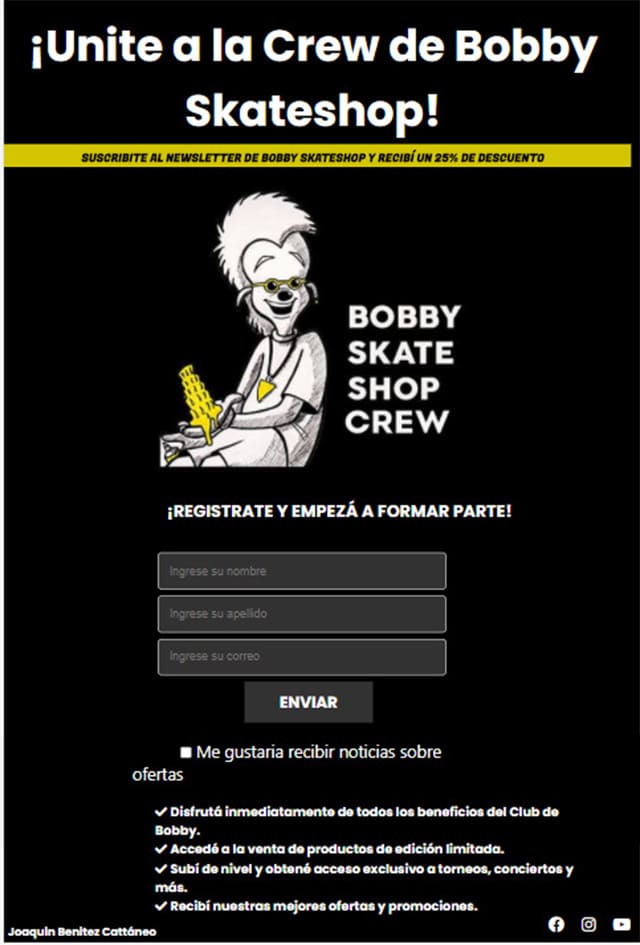 ¡Unite a la Crew de Bobby
Skateshop!
SUSCRIBITE AL NEWSLETTER DE BOBBY SKATESHOP Y RECIBÍ UN 25% DE DESCUENTO
BOBBY
SKATE
SHOP
CREW
¡REGISTRATE Y EMPEZÁ A FORMAR PARTE!
Ingrese su nombre
Ingrese su apellido
Ingrese su correo
ENVIAR
Me gustaria recibir noticias sobre
ofertas
Disfrutá inmediatamente de todos los beneficios del Club de
Bobby.
Accedé a la venta de productos de edición limitada.
Subí de nivel y obtené acceso exclusivo a torneos, conciertos y
más.
Recibí nuestras mejores ofertas y promociones.
Joaquin Benitez Cattáneo